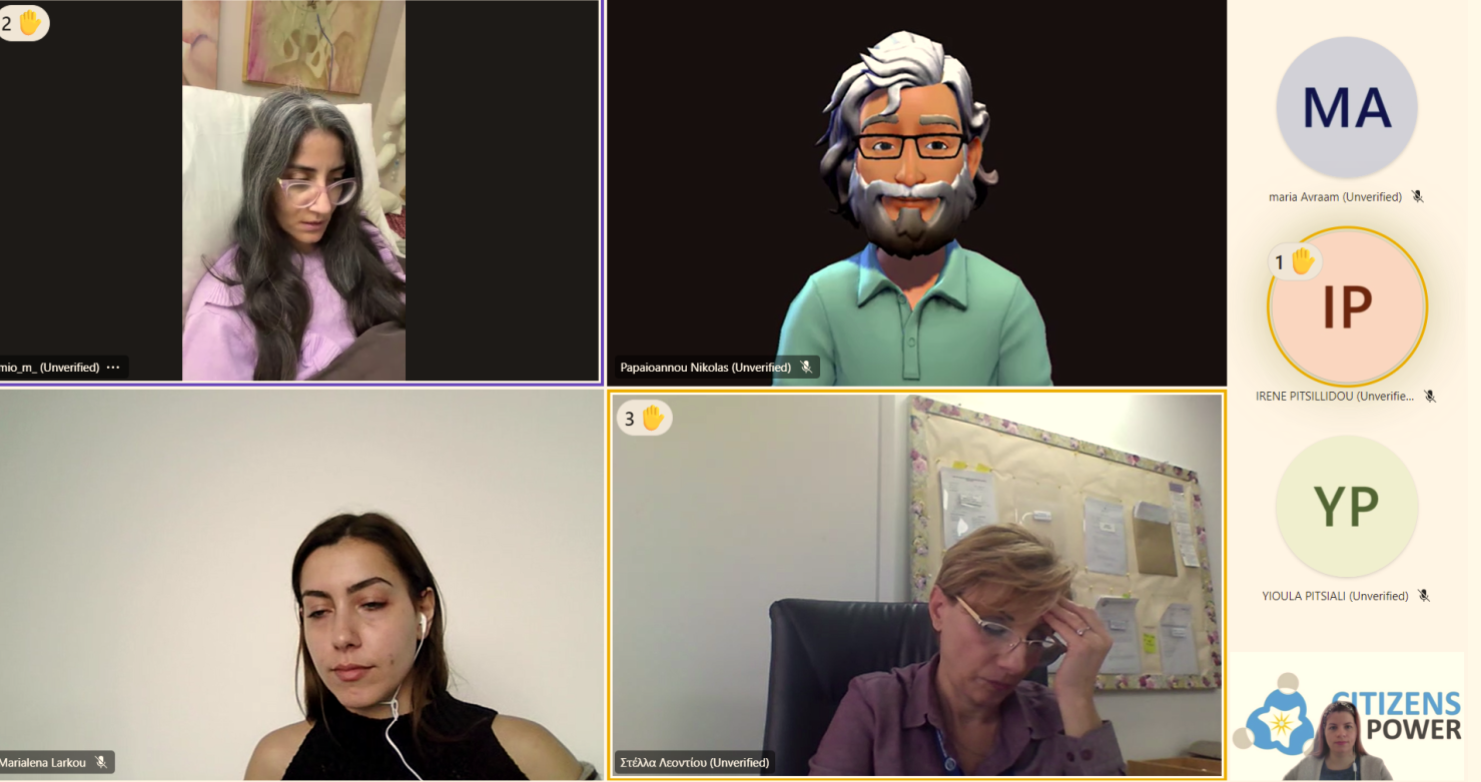 2
mio_m_ (Unverified) ...
Papaioannou Nikolas (Unverified)
Marialena Larkou
3
Στέλλα Λεοντίου (Unverified)
MA
maria Avraam (Unverified)
1
IP
IRENE PITSILLIDOU (Unverifie...
YP
YIOULA PITSIALI (Unverified)
CITIZENS
POWER